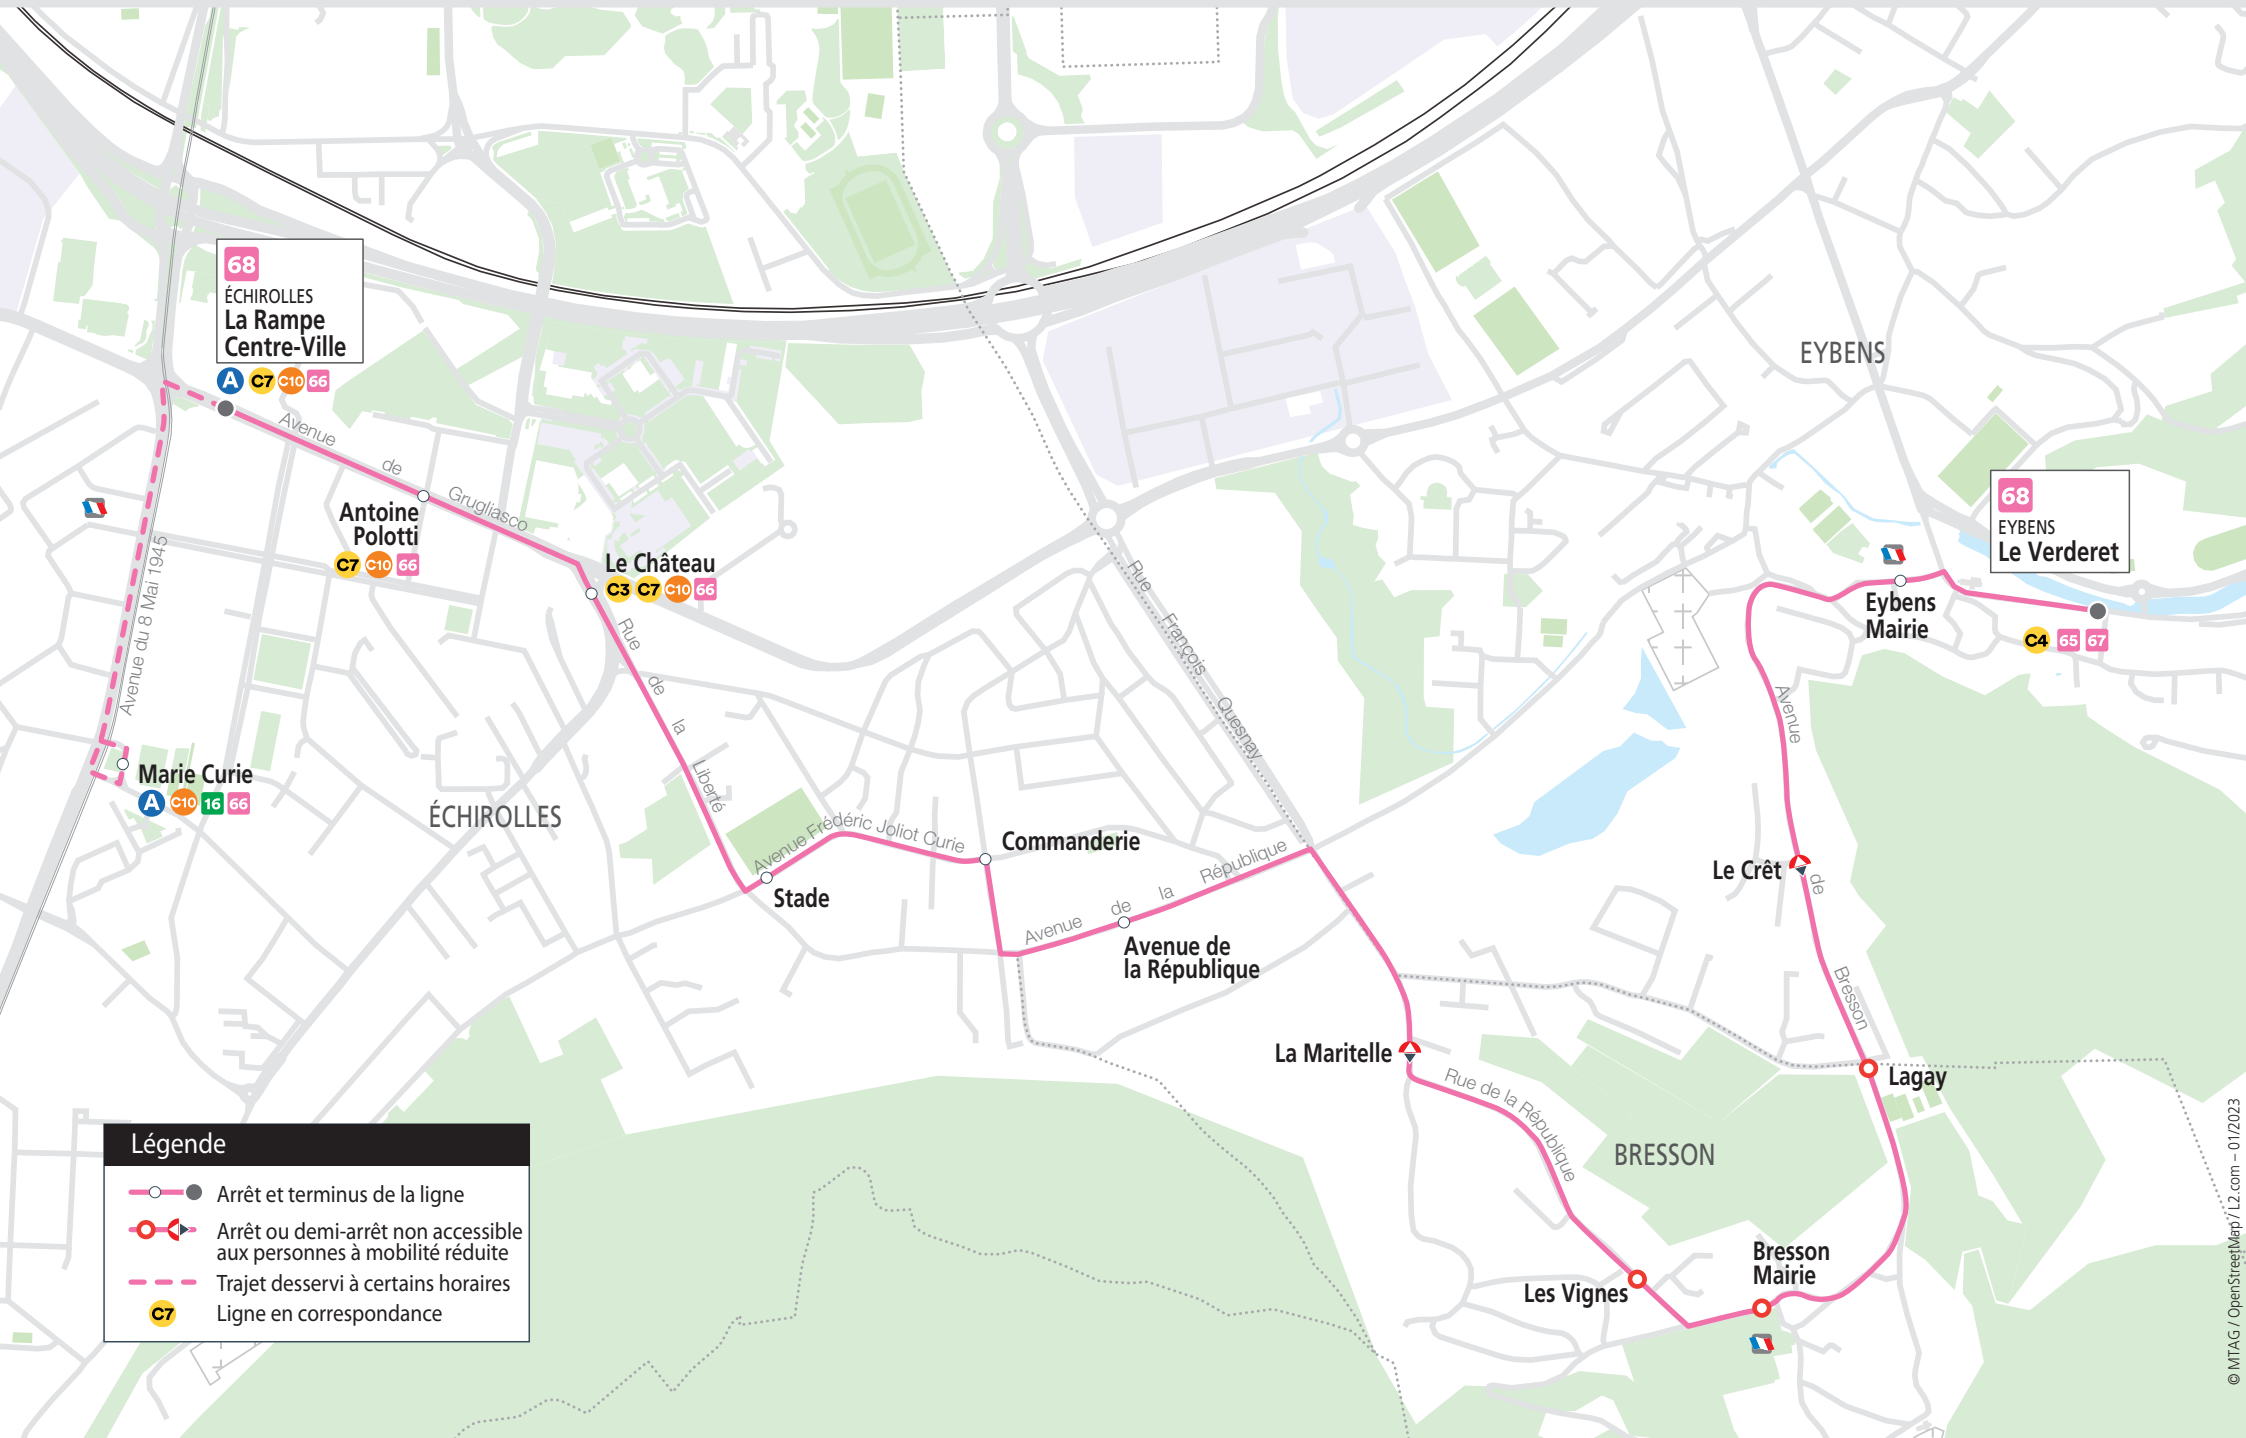 68
ÉCHIROLLES
La Rampe
Centre-Ville
A C7 C10 66
Avenue de Grugliasco
Antoine
Polotti
C7 C10 66
Le Château
C3 C7 C10 66
Avenue du 8 Mai 1945
Marie Curie
A C10 16 66
ÉCHIROLLES
Rue de la Liberté
Stade
Avenue Frédéric Joliot Curie
Commanderie
Avenue de la République
Avenue de
la République
Rue François Quesnay
La Maritelle
Rue de la République
BRESSON
Les Vignes
Bresson
Mairie
Lagay
Avenue de Bresson
Le Crêt
EYBENS
Eybens
Mairie
68
EYBENS
Le Verderet
C4 65 67
Légende
Arrêt et terminus de la ligne
Arrêt ou demi-arrêt non accessible
aux personnes à mobilité réduite
Trajet desservi à certains horaires
C7 Ligne en correspondance
© MTAG / OpenStreetMap / L2.com – 01/2023